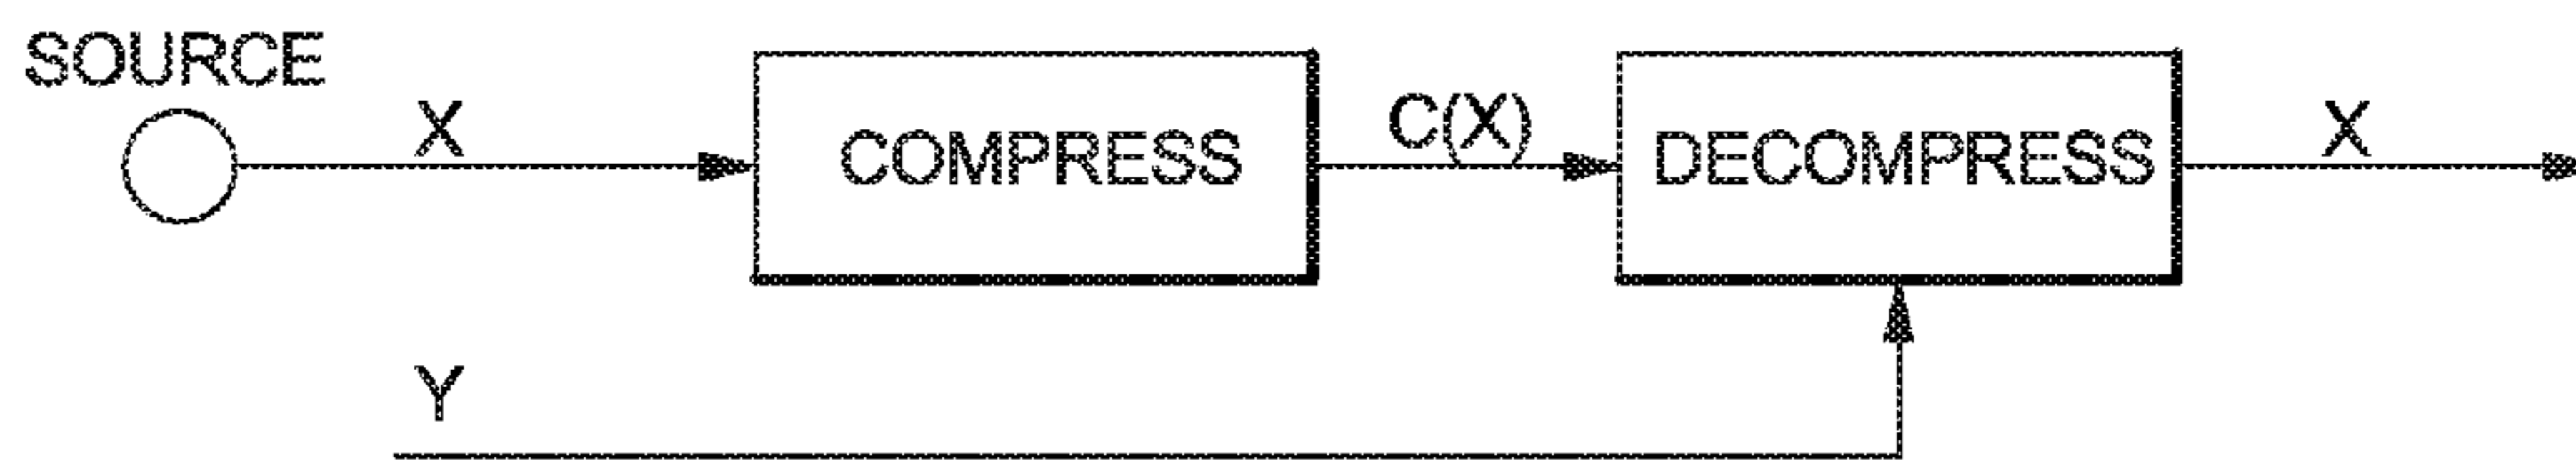 SOURCE
X
COMPRESS
C(X)
DECOMPRESS
X
Y